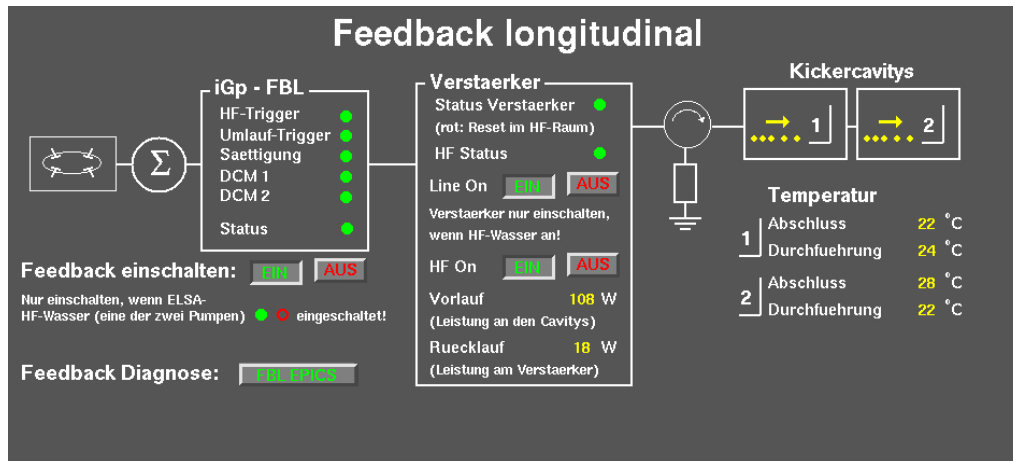 Feedback longitudinal
iGp - FBL
HF-Trigger
Umlauf-Trigger
Saettigung
DCM 1
DCM 2
Status
Σ
Feedback einschalten: EIN AUS
Nur einschalten, wenn ELSA-
HF-Wasser (eine der zwei Pumpen) eingeschaltet!
Feedback Diagnose: FBL EPICS
Verstaerker
Status Verstaerker
(rot: Reset im HF-Raum)
HF Status
Line On EIN AUS
Verstaerker nur einschalten,
wenn HF-Wasser an!
HF On EIN AUS
Vorlauf 108 W
(Leistung an den Cavitys)
Ruecklauf 18 W
(Leistung am Verstaerker)
Kickercavitys
1 2
Temperatur
1
Abschluss 22 °C
Durchfuehrung 24 °C
2
Abschluss 28 °C
Durchfuehrung 22 °C